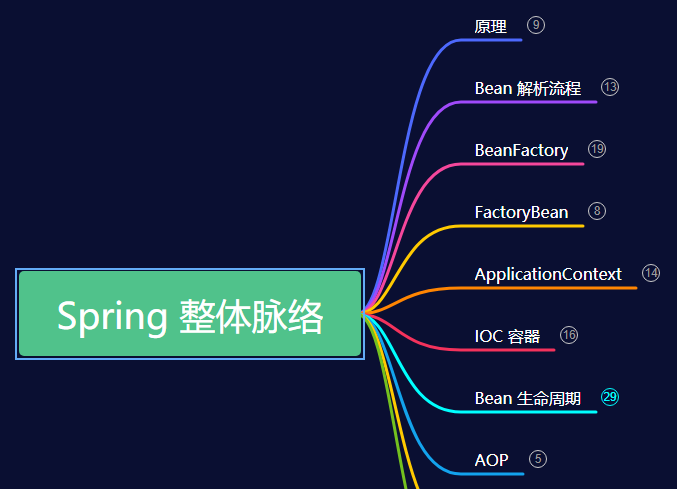 原理 9
Bean 解析流程 13
BeanFactory 19
FactoryBean 8
ApplicationContext 14
Spring 整体脉络
IOC 容器 16
Bean 生命周期 29
AOP 5